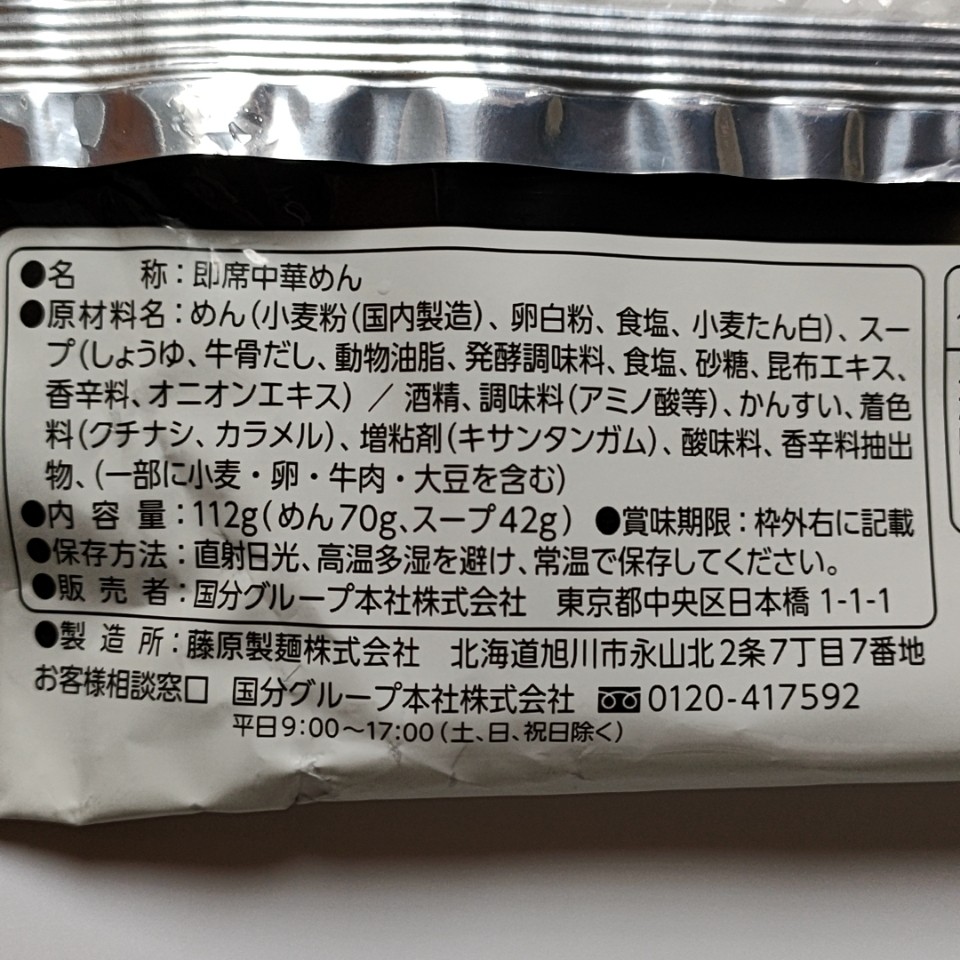 ●名　　称：即席中華めん
●原材料名：めん(小麦粉(国内製造)、卵白粉、食塩、小麦たん白)、スー
プ(しょうゆ、牛骨だし、動物油脂、発酵調味料、食塩、砂糖、昆布エキス、
香辛料、オニオンエキス) ／ 酒精、調味料(アミノ酸等)、かんすい、着色
料(クチナシ、カラメル)、増粘剤(キサンタンガム)、酸味料、香辛料抽出
物、(一部に小麦・卵・牛肉・大豆を含む)
●内 容 量：112g(めん70g、スープ42g) ●賞味期限：枠外右に記載
●保存方法：直射日光、高温多湿を避け、常温で保存してください。
●販 売 者：国分グループ本社株式会社　東京都中央区日本橋 1-1-1
●製 造 所：藤原製麺株式会社　北海道旭川市永山北2条7丁目7番地
お客様相談窓口　国分グループ本社株式会社　0120-417592
平日9:00～17:00(土、日、祝日除く)